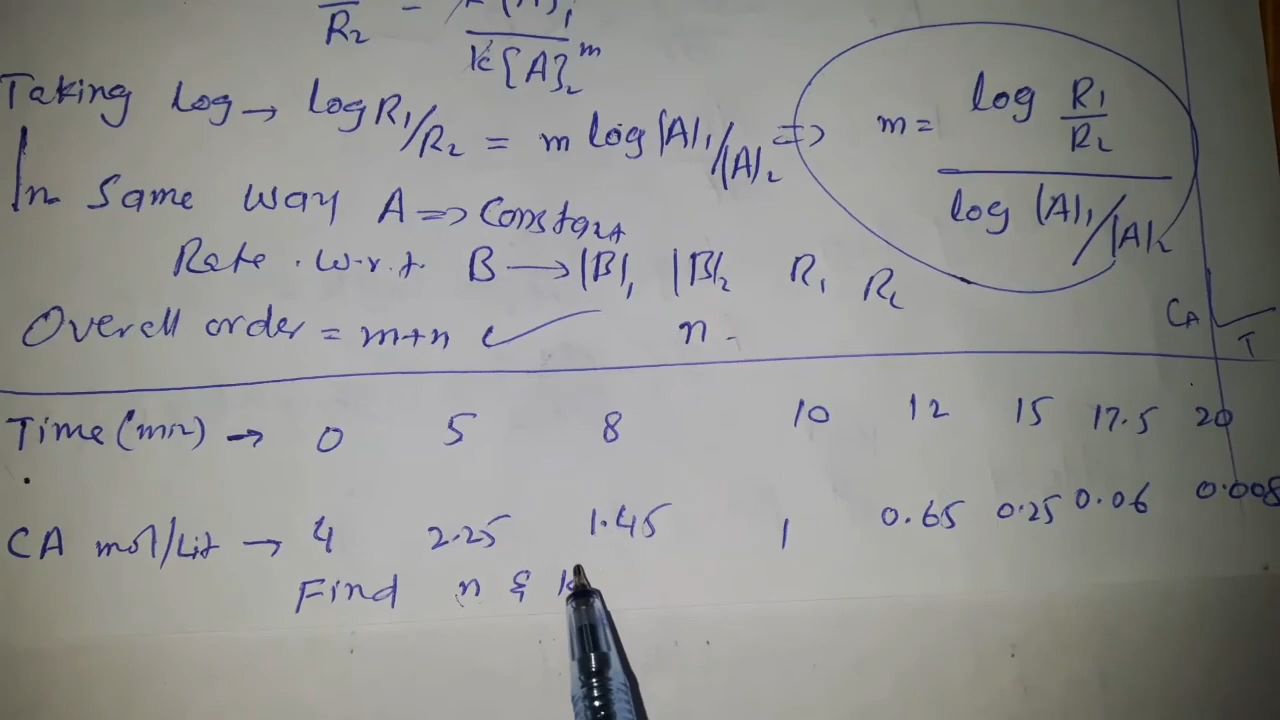 R2 = k{A}2^m
Taking Log → log R1/R2 = m log |A|1/|A|2 => m = log R1/R2 / log |A|1/|A|2
In Same way A => Constant
Rate . w.r.t. B → |B|1 |B|2 R1 R2
Overall order = m+n ✓ n -
CA T
Time (min) → 0 5 8 10 12 15 17.5 20
CA mol/Lit → 4 2.25 1.45 1 0.65 0.25 0.06 0.008
Find n & k